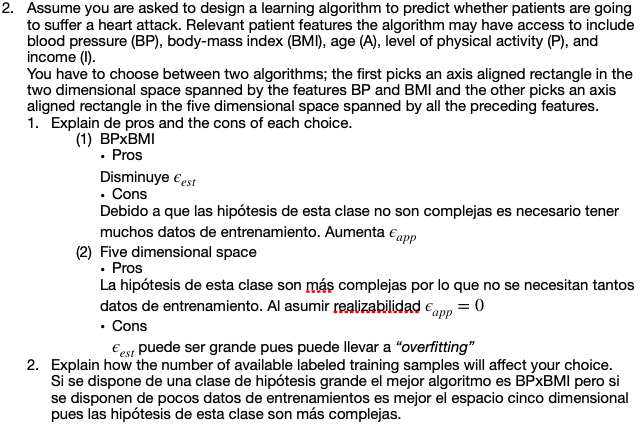 2. Assume you are asked to design a learning algorithm to predict whether patients are going
to suffer a heart attack. Relevant patient features the algorithm may have access to include
blood pressure (BP), body-mass index (BMI), age (A), level of physical activity (P), and
income (I).
You have to choose between two algorithms; the first picks an axis aligned rectangle in the
two dimensional space spanned by the features BP and BMI and the other picks an axis
aligned rectangle in the five dimensional space spanned by all the preceding features.
1. Explain de pros and the cons of each choice.
(1) BPxBMI
• Pros
Disminuye ϵ_est
• Cons
Debido a que las hipótesis de esta clase no son complejas es necesario tener
muchos datos de entrenamiento. Aumenta ϵ_app
(2) Five dimensional space
• Pros
La hipótesis de esta clase son más complejas por lo que no se necesitan tantos
datos de entrenamiento. Al asumir realizabilidad ϵ_app = 0
• Cons
ϵ_est puede ser grande pues puede llevar a “overfitting”
2. Explain how the number of available labeled training samples will affect your choice.
Si se dispone de una clase de hipótesis grande el mejor algoritmo es BPxBMI pero si
se disponen de pocos datos de entrenamientos es mejor el espacio cinco dimensional
pues las hipótesis de esta clase son más complejas.